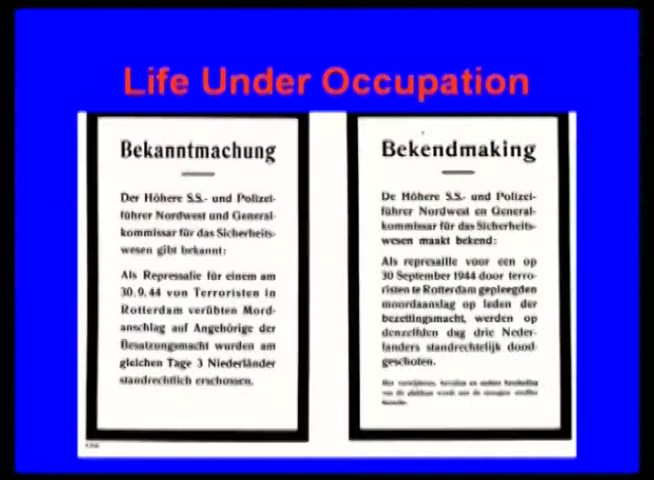 Life Under Occupation
Bekanntmachung
Der Höhere S.S.- und Polizei-
führer Nordwest und General-
kommissar für das Sicherheits-
wesen gibt bekannt:
Als Repressalie für einem am
30.9.44 von Terroristen in
Rotterdam verübten Mord-
anschlag auf Angehörige der
Besatzungsmacht wurden am
gleichen Tage 3 Niederländer
standrechtlich erschossen.
Bekendmaking
De Höhere S.S.- und Polizei-
führer Nordwest en General-
kommissar für das Sicherheits-
wesen maakt bekend:
Als represaille voor een op
30 September 1944 door terro-
risten te Rotterdam gepleegden
moordaanslag op leden der
bezettingsmacht, werden op
denzelfden dag drie Neder-
landers standrechtelijk dood-
geschoten.